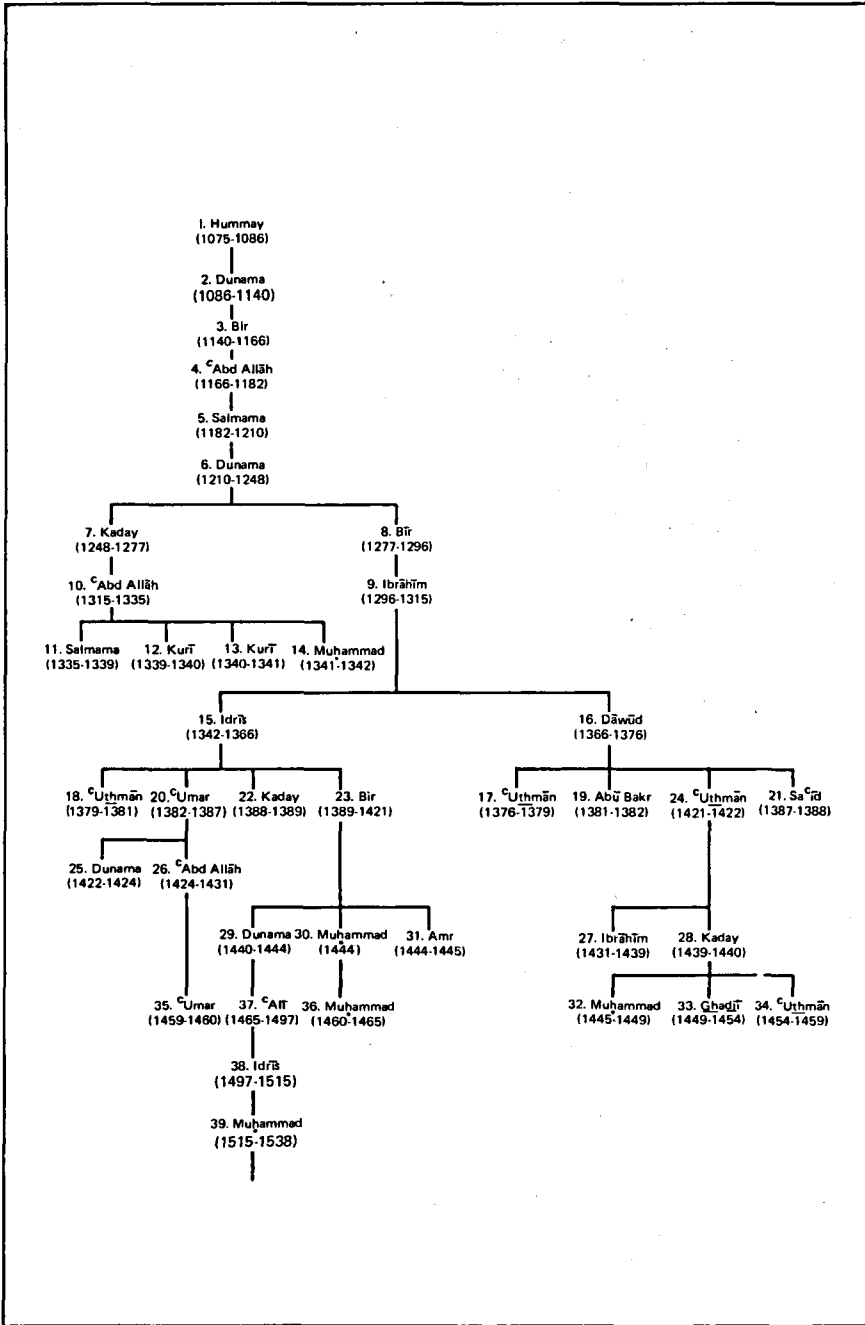 1. Hummay
(1075-1086)
2. Dunama
(1086-1140)
3. Bir
(1140-1166)
4. ᶜAbd Allāh
(1166-1182)
5. Salmama
(1182-1210)
6. Dunama
(1210-1248)
7. Kaday
(1248-1277)
8. Bīr
(1277-1296)
10. ᶜAbd Allāh
(1315-1335)
9. Ibrāhīm
(1296-1315)
11. Salmama
(1335-1339)
12. Kurī
(1339-1340)
13. Kurī
(1340-1341)
14. Muḥammad
(1341-1342)
15. Idrīs
(1342-1366)
16. Dāwūd
(1366-1376)
18. ᶜUthmān
(1379-1381)
20. ᶜUmar
(1382-1387)
22. Kaday
(1388-1389)
23. Bir
(1389-1421)
17. ᶜUthmān
(1376-1379)
19. Abū Bakr
(1381-1382)
24. ᶜUthmān
(1421-1422)
21. Saᶜīd
(1387-1388)
25. Dunama
(1422-1424)
26. ᶜAbd Allāh
(1424-1431)
29. Dunama
(1440-1444)
30. Muḥammad
(1444)
31. Amr
(1444-1445)
27. Ibrāhīm
(1431-1439)
28. Kaday
(1439-1440)
35. ᶜUmar
(1459-1460)
37. ᶜAlī
(1465-1497)
36. Muḥammad
(1460-1465)
32. Muḥammad
(1445-1449)
33. Ghadjī
(1449-1454)
34. ᶜUthmān
(1454-1459)
38. Idrīs
(1497-1515)
39. Muḥammad
(1515-1538)